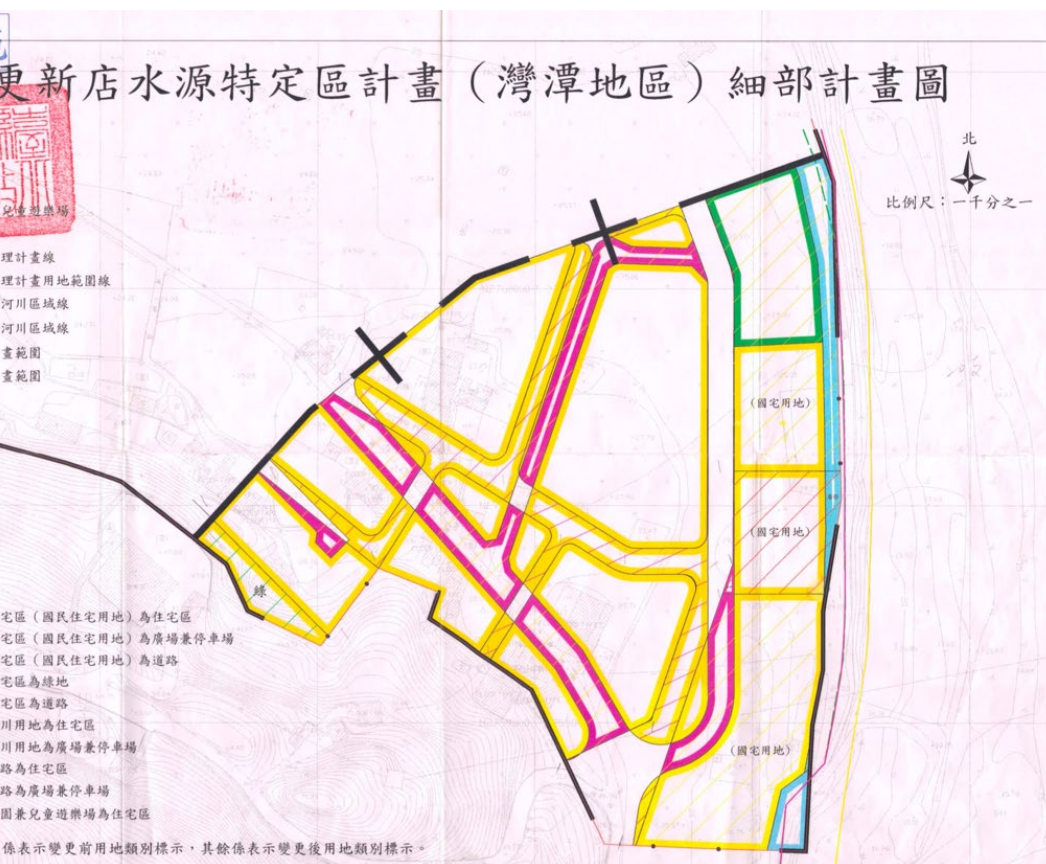 更新店水源特定區計畫（灣潭地區）細部計畫圖
北
比例尺：一千分之一
兒童遊樂場
理計畫線
理計畫用地範圍線
河川區域線
河川區域線
畫範圍
畫範圍
（國宅用地）
（國宅用地）
綠
（國宅用地）
宅區（國民住宅用地）為住宅區
宅區（國民住宅用地）為廣場兼停車場
宅區（國民住宅用地）為道路
宅區為綠地
宅區為道路
川用地為住宅區
川用地為廣場兼停車場
路為住宅區
路為廣場兼停車場
園兼兒童遊樂場為住宅區
係表示變更前用地類別標示，其餘係表示變更後用地類別標示。